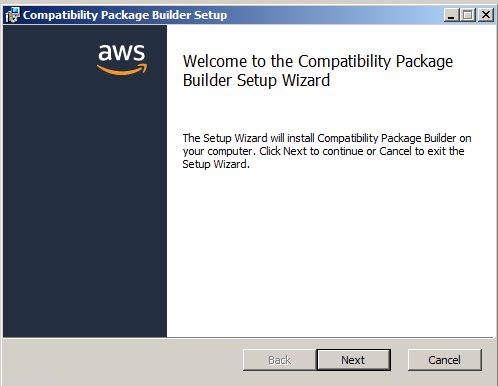 Compatibility Package Builder Setup
aws
Welcome to the Compatibility Package
Builder Setup Wizard
The Setup Wizard will install Compatibility Package Builder on
your computer. Click Next to continue or Cancel to exit the
Setup Wizard.
Back
Next
Cancel